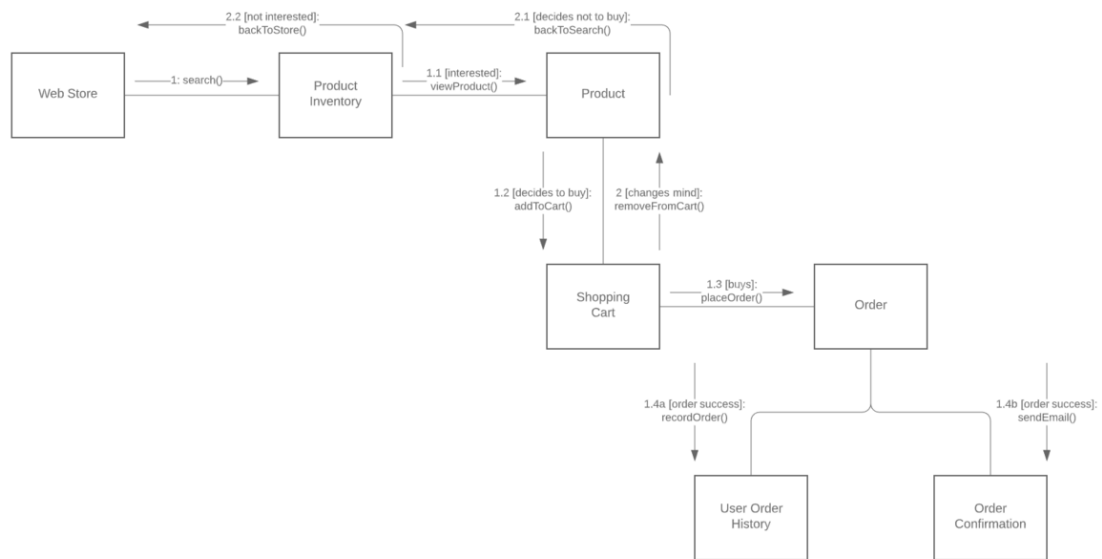 2.2 [not interested]:
backToStore()
2.1 [decides not to buy]:
backToSearch()
Web Store
1: search()
Product
Inventory
1.1 [interested]:
viewProduct()
Product
1.2 [decides to buy]:
addToCart()
2 [changes mind]:
removeFromCart()
Shopping
Cart
1.3 [buys]:
placeOrder()
Order
1.4a [order success]:
recordOrder()
1.4b [order success]:
sendEmail()
User Order
History
Order
Confirmation